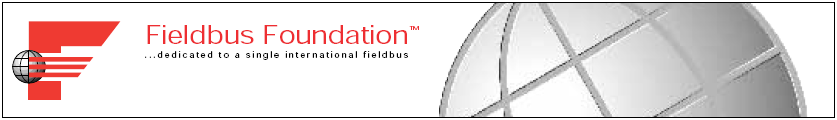 Fieldbus Foundation™
...dedicated to a single international fieldbus